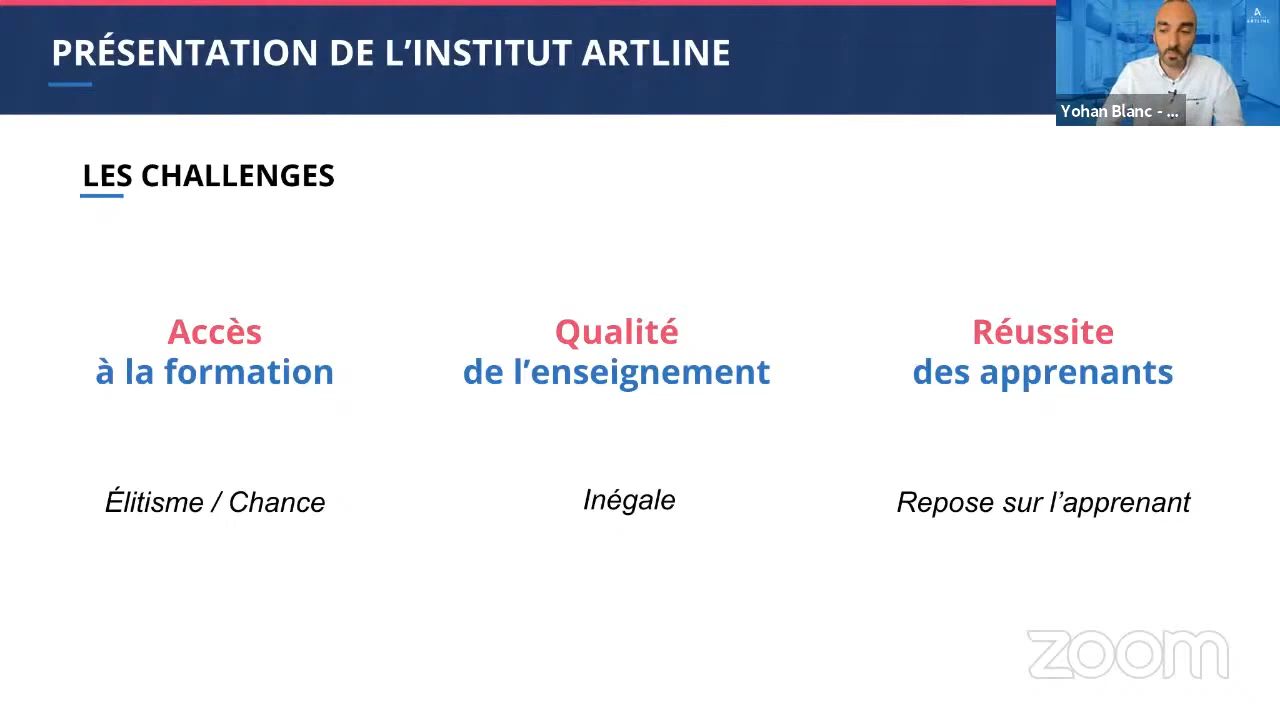 PRÉSENTATION DE L’INSTITUT ARTLINE
ARTLINE
Yohan Blanc - ...
LES CHALLENGES
Accès
à la formation
Qualité
de l’enseignement
Réussite
des apprenants
Élitisme / Chance
Inégale
Repose sur l’apprenant
zoom